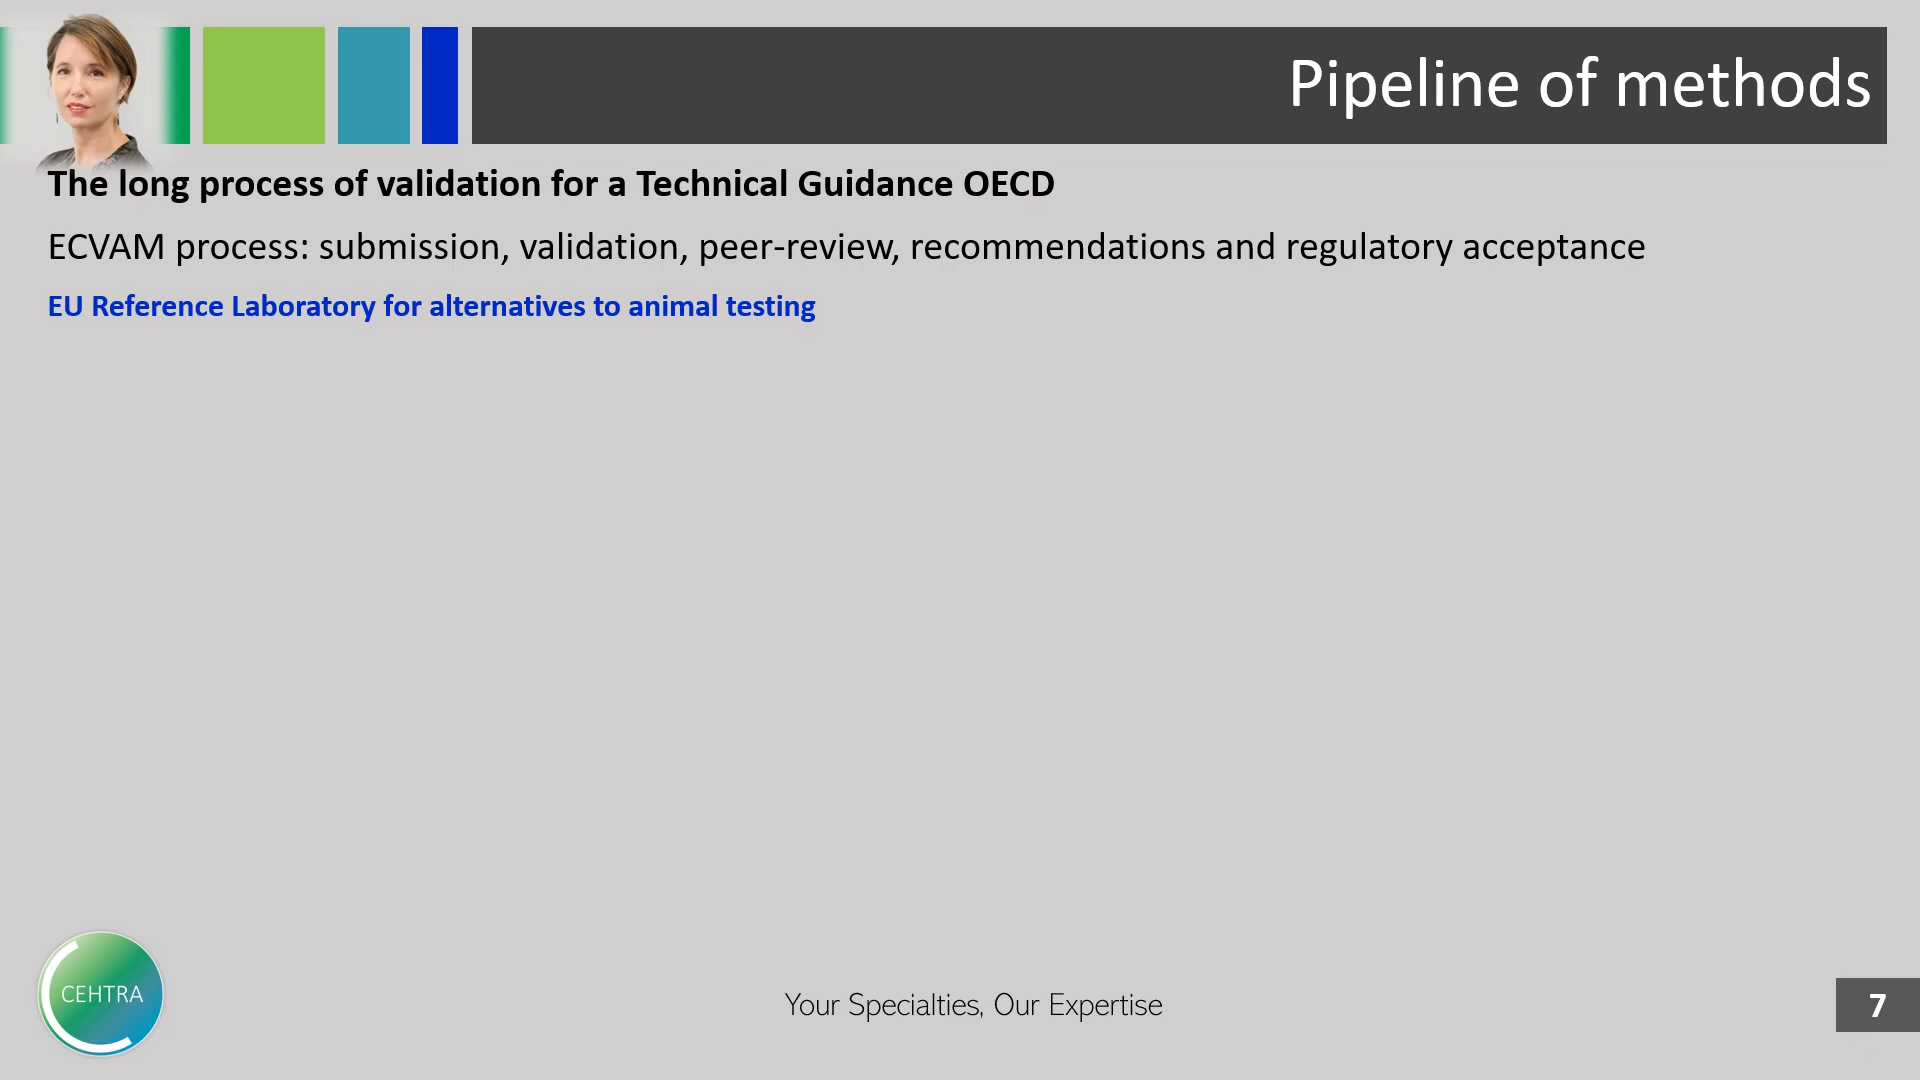 Pipeline of methods
The long process of validation for a Technical Guidance OECD
ECVAM process: submission, validation, peer-review, recommendations and regulatory acceptance
EU Reference Laboratory for alternatives to animal testing
CEHTRA
Your Specialties, Our Expertise
7